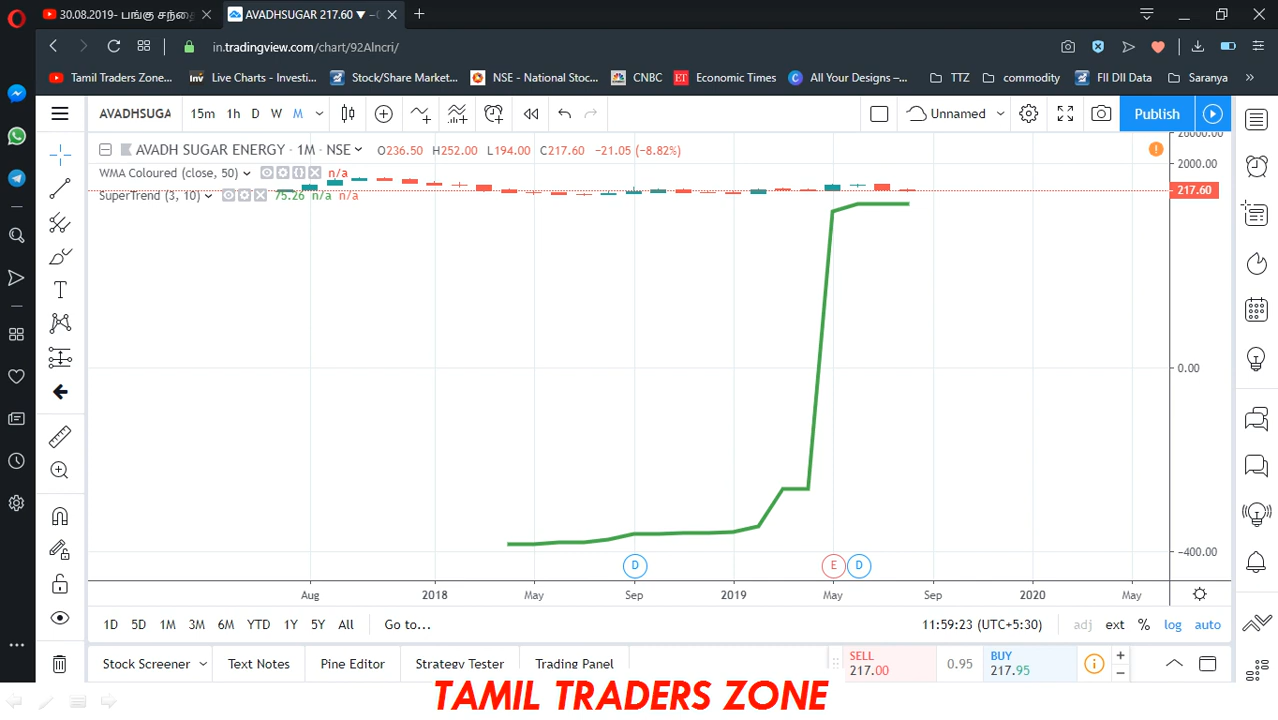 30.08.2019- பங்கு சந்தை
AVADHSUGAR 217.60 ▼ −
in.tradingview.com/chart/92Alncri/
Tamil Traders Zone...
Live Charts - Investi...
Stock/Share Market...
NSE - National Stoc...
CNBC
Economic Times
All Your Designs –...
TTZ
commodity
FII DII Data
Saranya
»
AVADHSUGA
15m 1h D W M
Unnamed
Publish
AVADH SUGAR ENERGY · 1M · NSE O236.50 H252.00 L194.00 C217.60 −21.05 (−8.82%)
WMA Coloured (close, 50) n/a
SuperTrend (3, 10) 75.26 n/a n/a
2000.00
217.60
0.00
−400.00
D E D
Aug 2018 May Sep 2019 May Sep 2020 May
1D 5D 1M 3M 6M YTD 1Y 5Y All Go to...
11:59:23 (UTC+5:30) adj ext % log auto
Stock Screener Text Notes Pine Editor Strategy Tester Trading Panel
SELL
217.00
0.95
BUY
217.95
TAMIL TRADERS ZONE